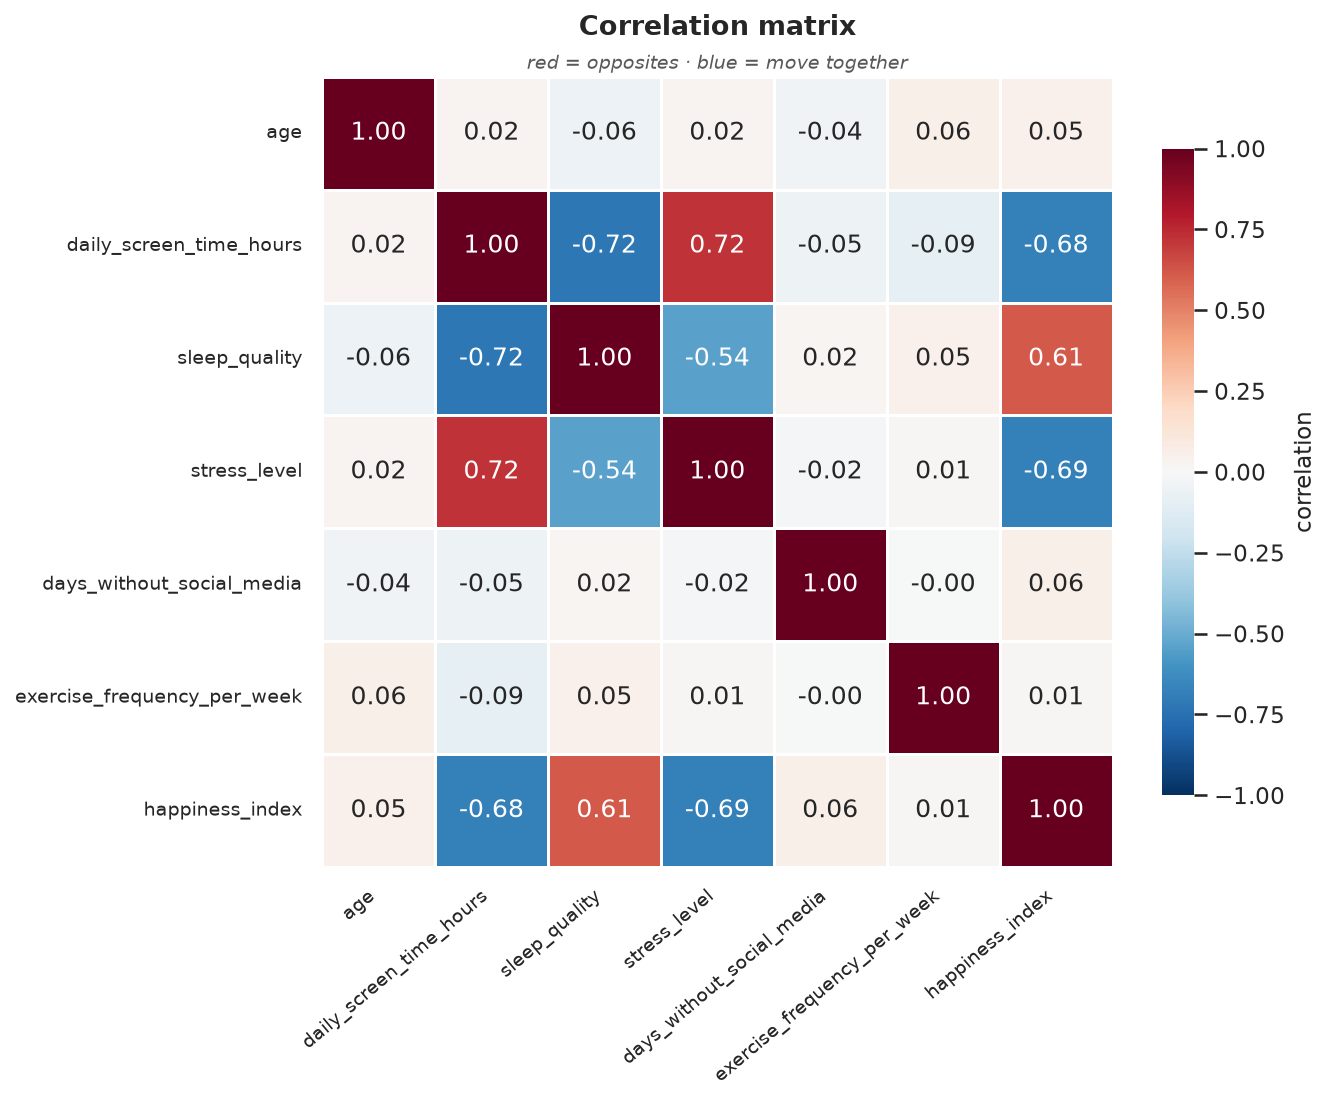 Correlation matrix
red = opposites · blue = move together
age 1.00 0.02 -0.06 0.02 -0.04 0.06 0.05
daily_screen_time_hours 0.02 1.00 -0.72 0.72 -0.05 -0.09 -0.68
sleep_quality -0.06 -0.72 1.00 -0.54 0.02 0.05 0.61
stress_level 0.02 0.72 -0.54 1.00 -0.02 0.01 -0.69
days_without_social_media -0.04 -0.05 0.02 -0.02 1.00 -0.00 0.06
exercise_frequency_per_week 0.06 -0.09 0.05 0.01 -0.00 1.00 0.01
happiness_index 0.05 -0.68 0.61 -0.69 0.06 0.01 1.00
age
daily_screen_time_hours
sleep_quality
stress_level
days_without_social_media
exercise_frequency_per_week
happiness_index
1.00
0.75
0.50
0.25
0.00
−0.25
−0.50
−0.75
−1.00
correlation